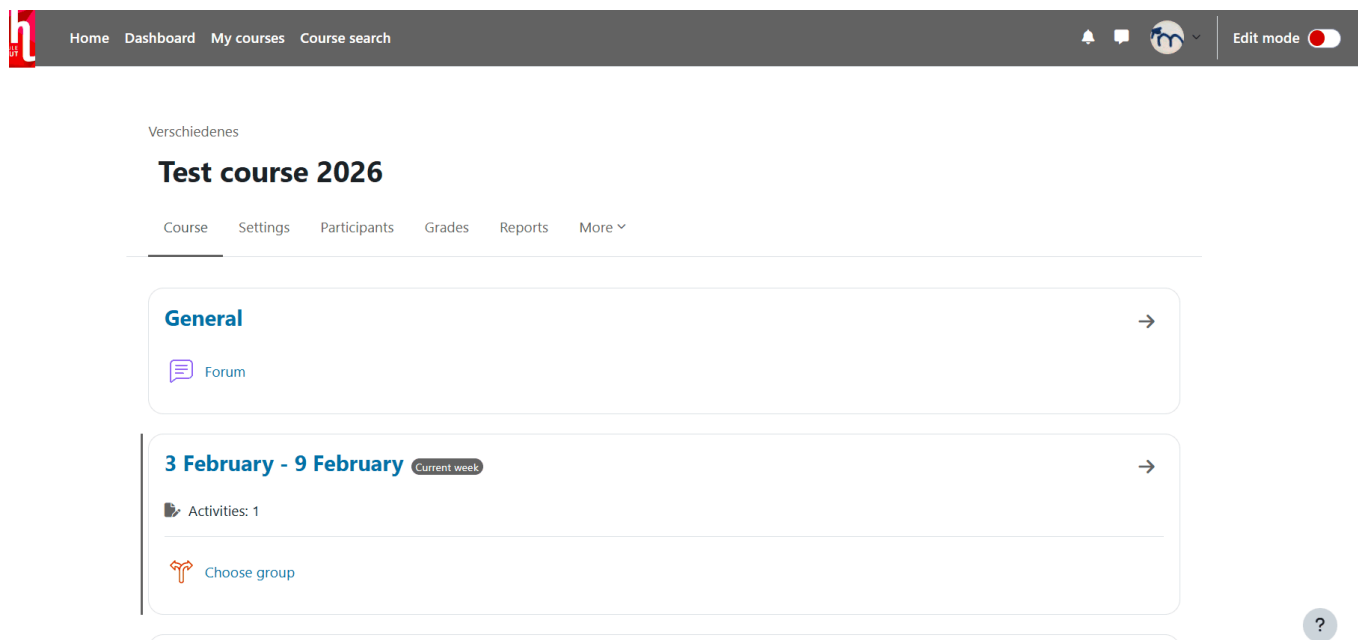 Home Dashboard My courses Course search Edit mode
Verschiedenes
Test course 2026
Course Settings Participants Grades Reports More
General
Forum
3 February - 9 February Current week
Activities: 1
Choose group
?